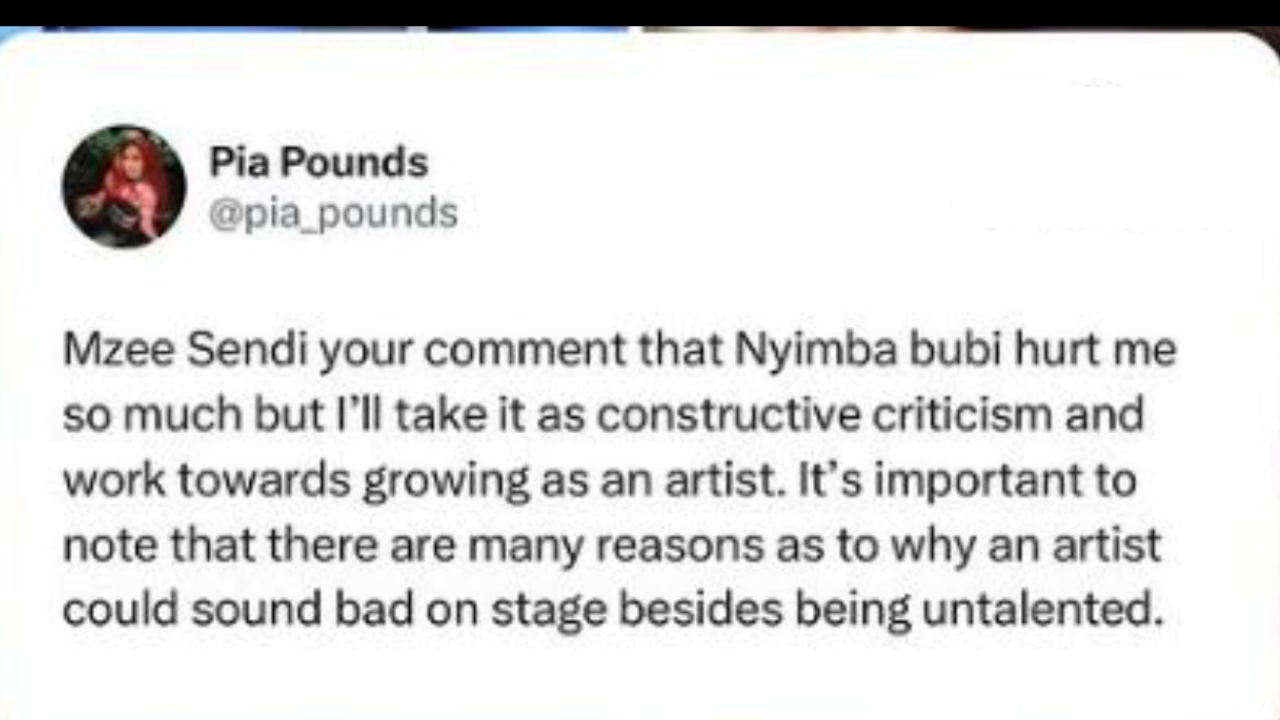 Pia Pounds
@pia_pounds
Mzee Sendi your comment that Nyimba bubi hurt me
so much but I’ll take it as constructive criticism and
work towards growing as an artist. It’s important to
note that there are many reasons as to why an artist
could sound bad on stage besides being untalented.